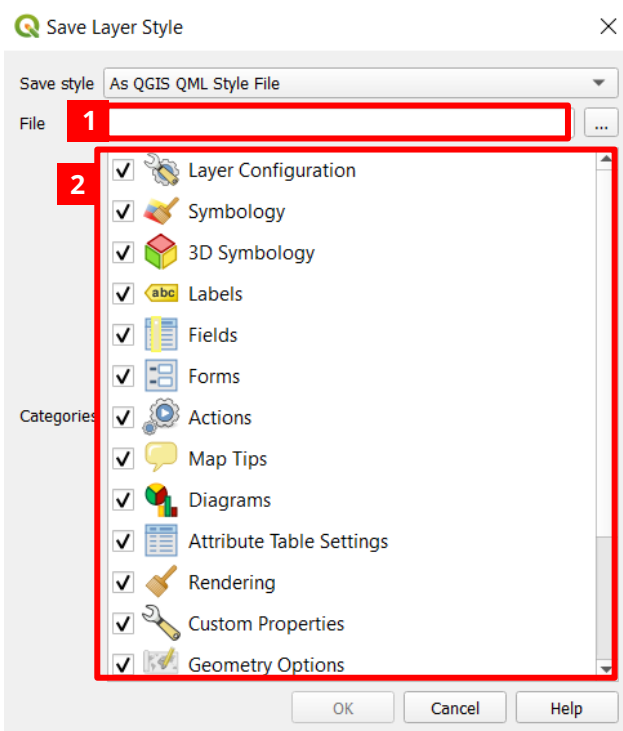 Save Layer Style
Save style As QGIS QML Style File
File 1 ...
2
Layer Configuration
Symbology
3D Symbology
abc Labels
Fields
Forms
Categories Actions
Map Tips
Diagrams
Attribute Table Settings
Rendering
Custom Properties
Geometry Options
OK Cancel Help